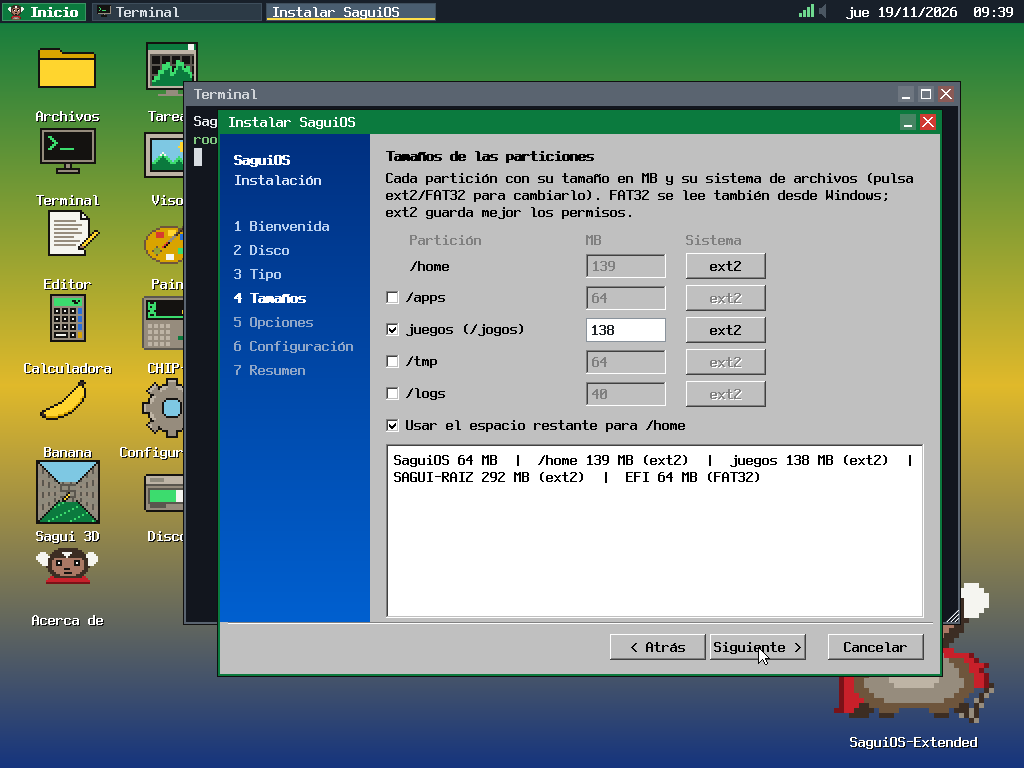 Inicio
Terminal
Instalar SaguiOS
jue 19/11/2026 09:39
Archivos
Terminal
Editor
Calculadora
Banana
Sagui 3D
Acerca de
Terminal
Sag
roo
Instalar SaguiOS
SaguiOS
Instalación
1 Bienvenida
2 Disco
3 Tipo
4 Tamaños
5 Opciones
6 Configuración
7 Resumen
Tamaños de las particiones
Cada partición con su tamaño en MB y su sistema de archivos (pulsa
ext2/FAT32 para cambiarlo). FAT32 se lee también desde Windows;
ext2 guarda mejor los permisos.
Partición MB Sistema
/home 139 ext2
/apps 64 ext2
juegos (/jogos) 138 ext2
/tmp 64 ext2
/logs 40 ext2
Usar el espacio restante para /home
SaguiOS 64 MB | /home 139 MB (ext2) | juegos 138 MB (ext2) |
SAGUI-RAIZ 292 MB (ext2) | EFI 64 MB (FAT32)
< Atrás
Siguiente >
Cancelar
SaguiOS-Extended